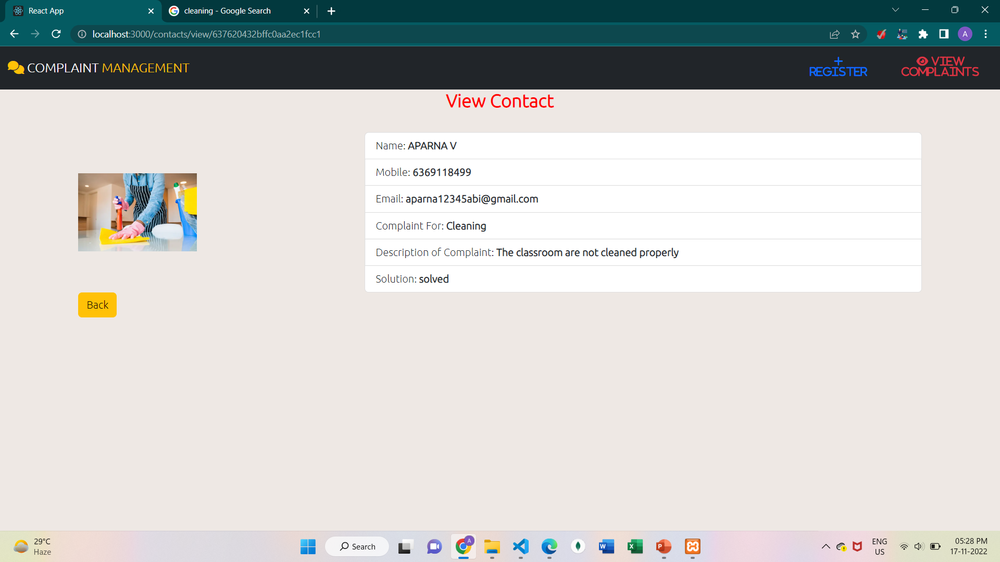 React App
cleaning - Google Search
localhost:3000/contacts/view/637620432bffc0aa2ec1fcc1
A
COMPLAINT MANAGEMENT
REGISTER
VIEW
COMPLAINTS
View Contact
Name: APARNA V
Mobile: 6369118499
Email: aparna12345abi@gmail.com
Complaint For: Cleaning
Description of Complaint: The classroom are not cleaned properly
Solution: solved
Back
29°C
Haze
Search
A
W
X
P
ENG
US
05:28 PM
17-11-2022